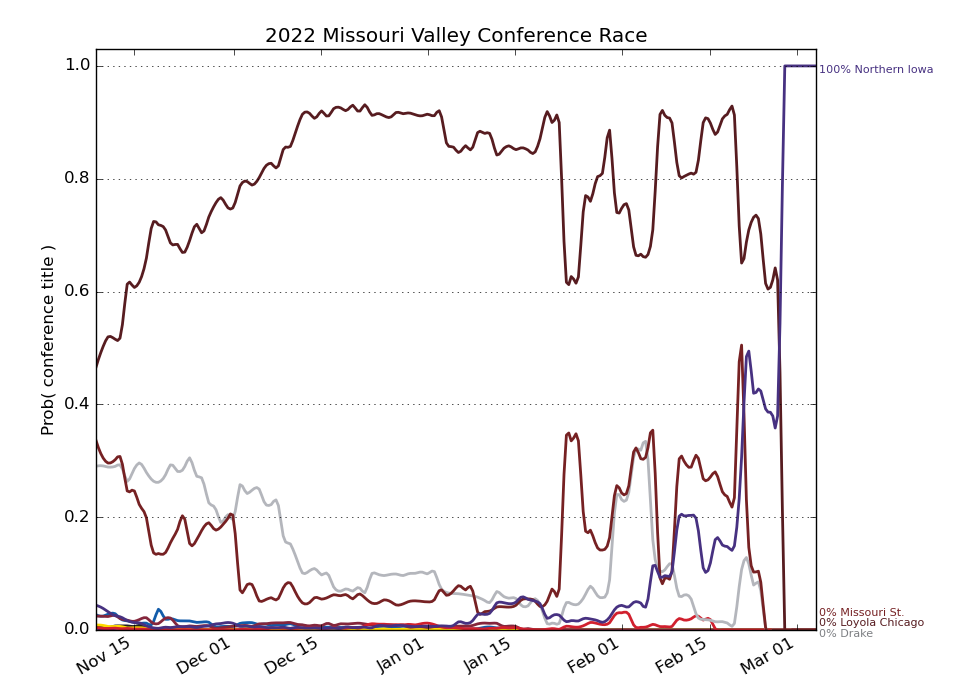 2022 Missouri Valley Conference Race
Prob( conference title )
1.0
0.8
0.6
0.4
0.2
0.0
Nov 15
Dec 01
Dec 15
Jan 01
Jan 15
Feb 01
Feb 15
Mar 01
100% Northern Iowa
0% Missouri St.
0% Loyola Chicago
0% Drake